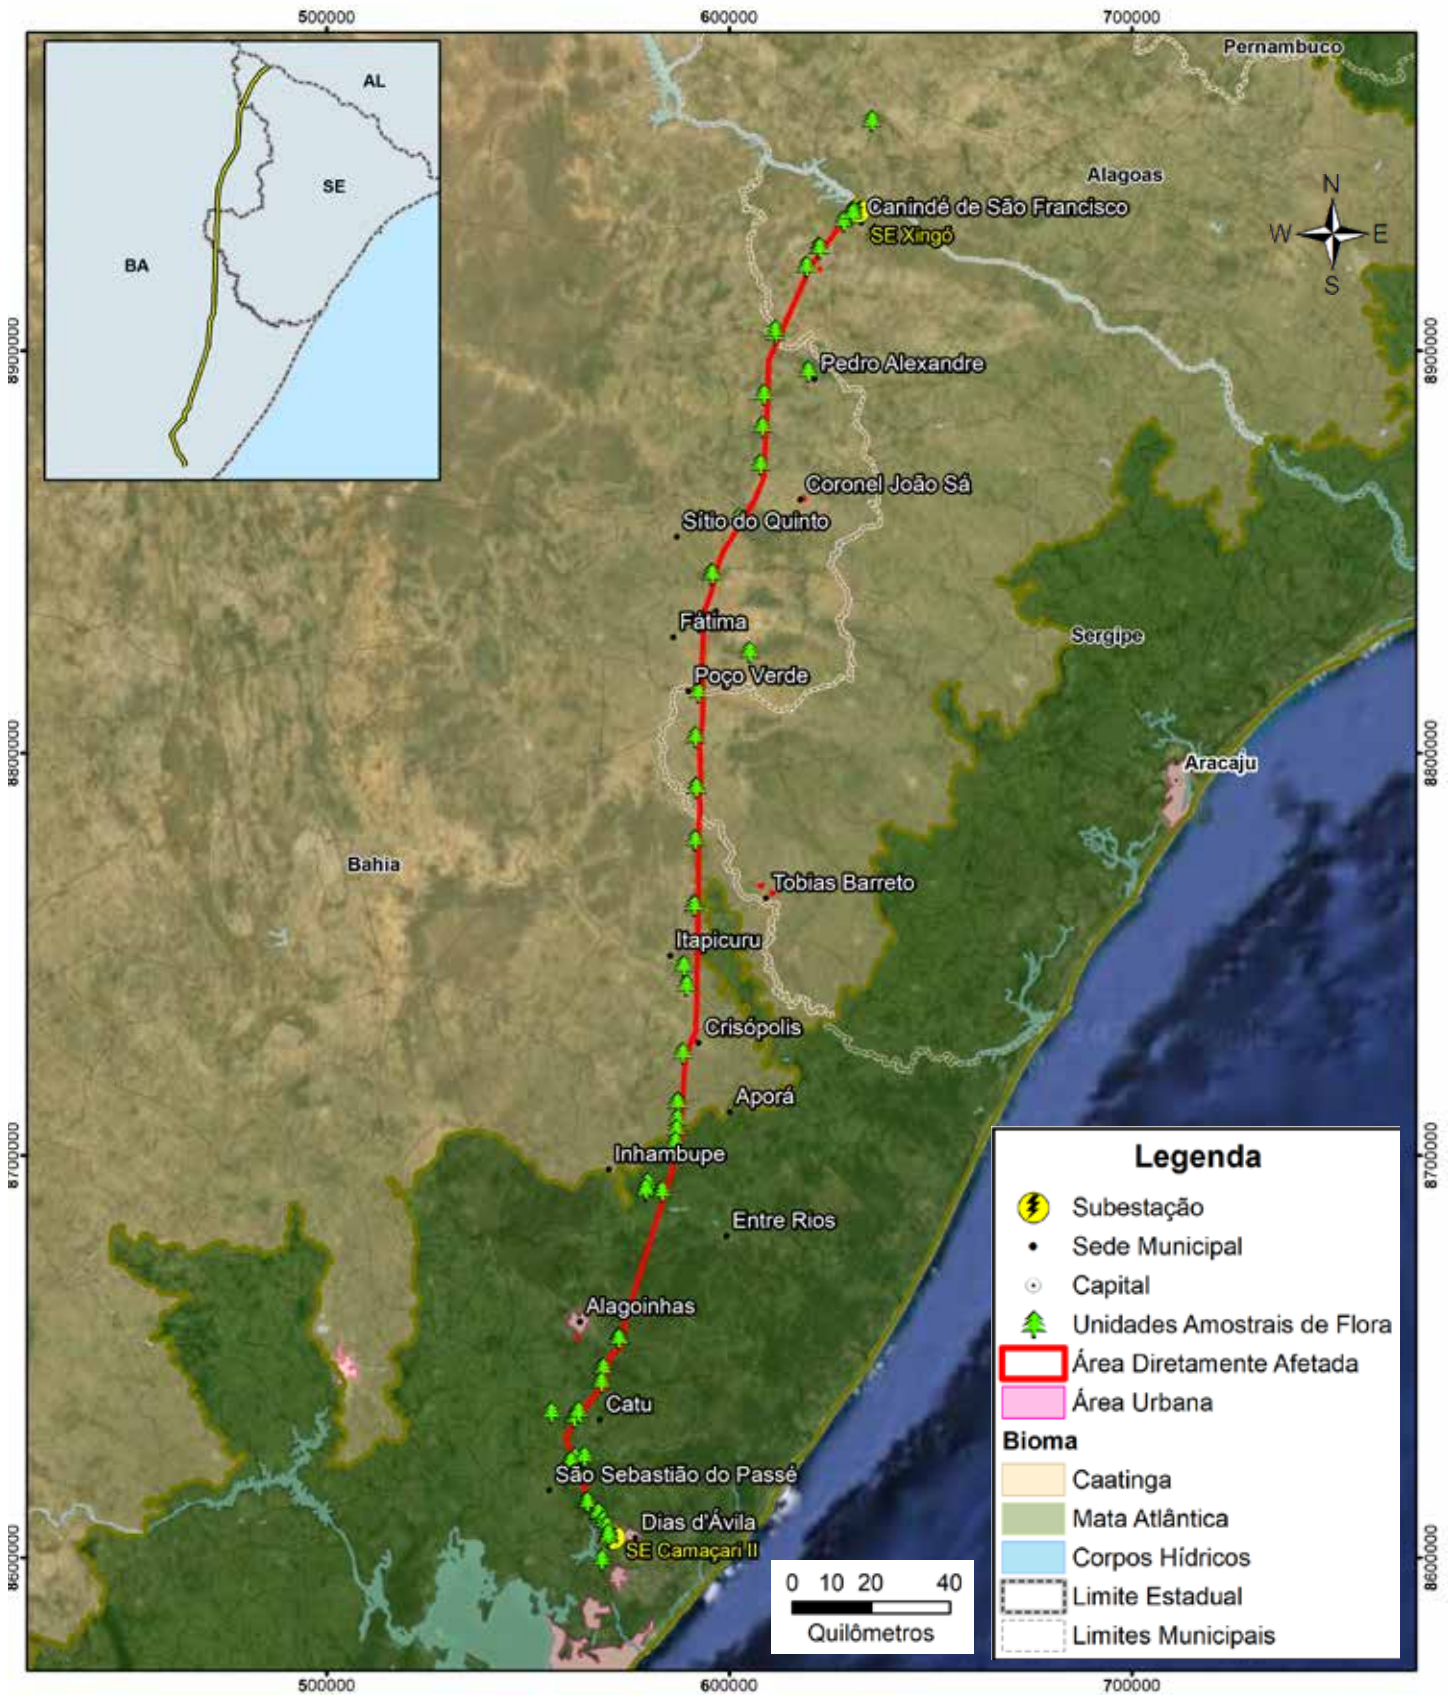 500000
600000
700000
Pernambuco
AL
SE
BA
Alagoas
N
W
E
S
Canindé de São Francisco
SE Xingó
8900000
8900000
Pedro Alexandre
Coronel João Sá
Sítio do Quinto
Fátima
Sergipe
Poço Verde
8800000
8800000
Aracaju
Bahia
Tobias Barreto
Itapicuru
Crisópolis
Aporá
8700000
8700000
Inhambupe
Entre Rios
Alagoinhas
Catu
São Sebastião do Passé
Dias d'Ávila
SE Camaçari II
8600000
8600000
Legenda
Subestação
Sede Municipal
Capital
Unidades Amostrais de Flora
Área Diretamente Afetada
Área Urbana
Bioma
Caatinga
Mata Atlântica
Corpos Hídricos
Limite Estadual
Limites Municipais
0 10 20 40
Quilômetros
500000
600000
700000